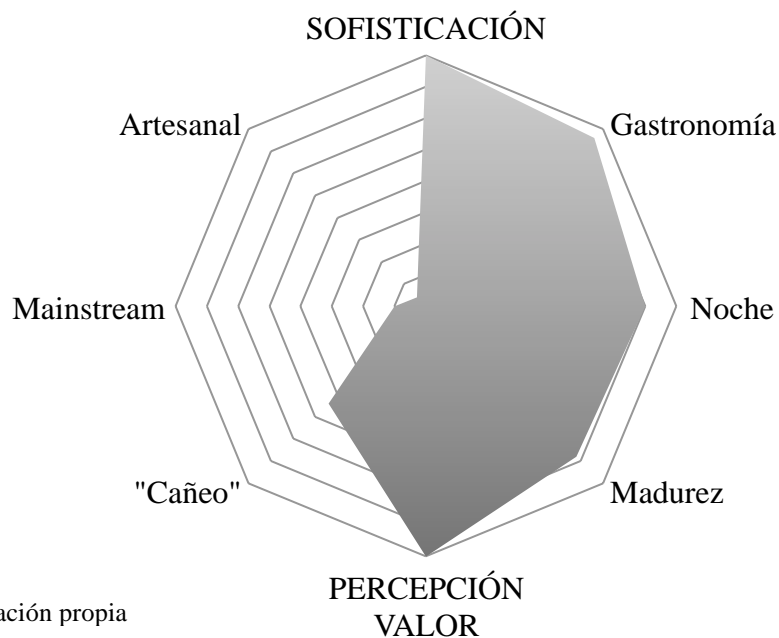 SOFISTICACIÓN
Artesanal
Gastronomía
Mainstream
Noche
"Cañeo"
Madurez
PERCEPCIÓN
VALOR
ación propia